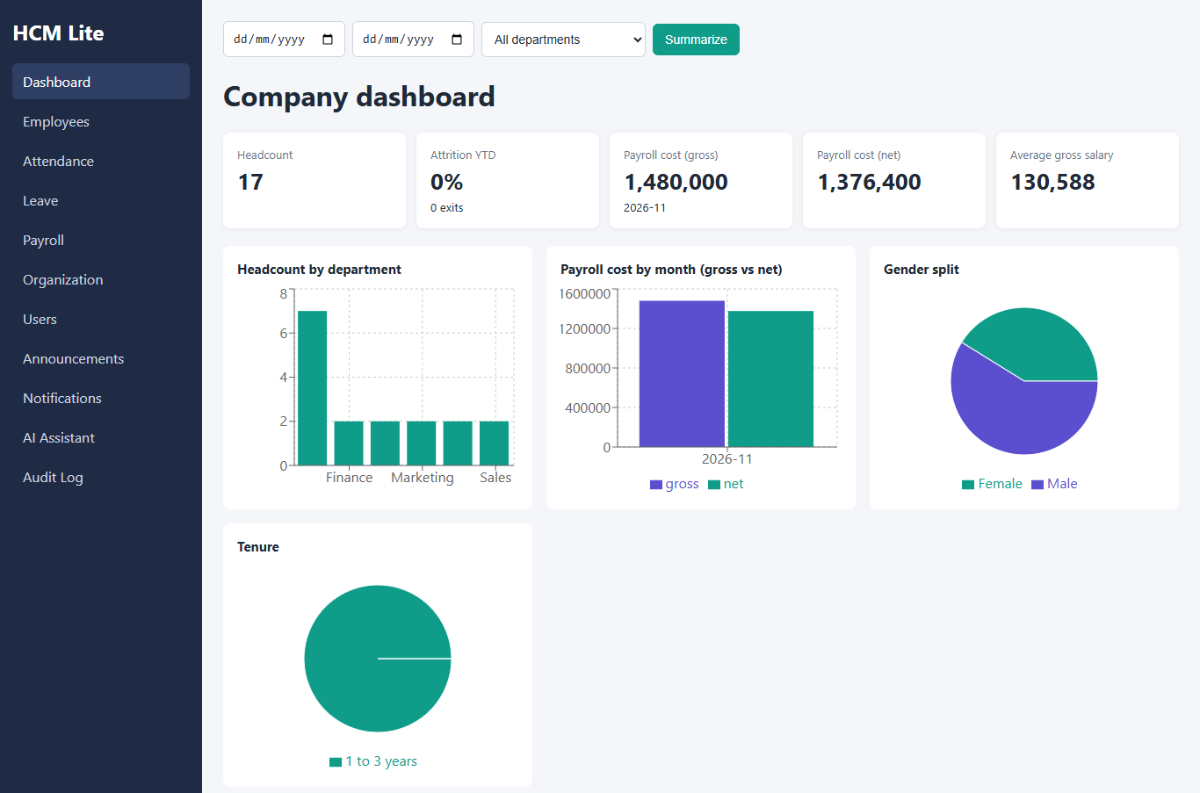 HCM Lite
Dashboard
Employees
Attendance
Leave
Payroll
Organization
Users
Announcements
Notifications
AI Assistant
Audit Log
dd/mm/yyyy dd/mm/yyyy All departments Summarize
Company dashboard
Headcount
17
Attrition YTD
0%
0 exits
Payroll cost (gross)
1,480,000
2026-11
Payroll cost (net)
1,376,400
Average gross salary
130,588
Headcount by department
8
6
4
2
0
Finance Marketing Sales
Payroll cost by month (gross vs net)
1600000
1200000
800000
400000
0
2026-11
gross net
Gender split
Female Male
Tenure
1 to 3 years